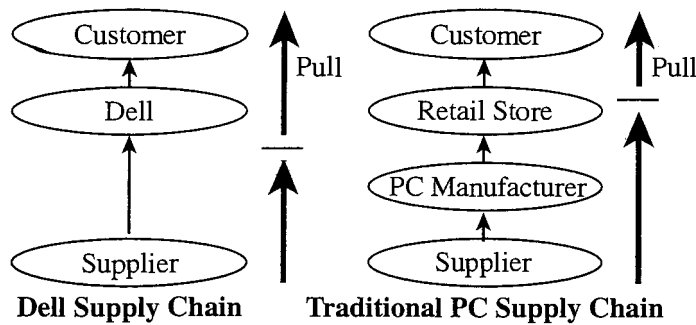 Customer
Dell
Supplier
Pull
Dell Supply Chain
Customer
Retail Store
PC Manufacturer
Supplier
Pull
Traditional PC Supply Chain